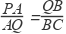 PA/AQ = QB/BC